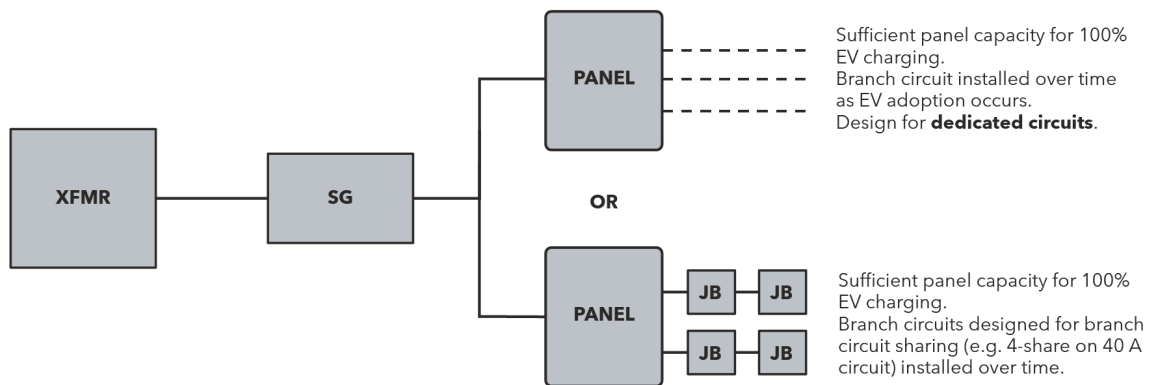 XFMR
SG
PANEL
Sufficient panel capacity for 100%
EV charging.
Branch circuit installed over time
as EV adoption occurs.
Design for dedicated circuits.
OR
PANEL
JB
JB
JB
JB
Sufficient panel capacity for 100%
EV charging.
Branch circuits designed for branch
circuit sharing (e.g. 4-share on 40 A
circuit) installed over time.